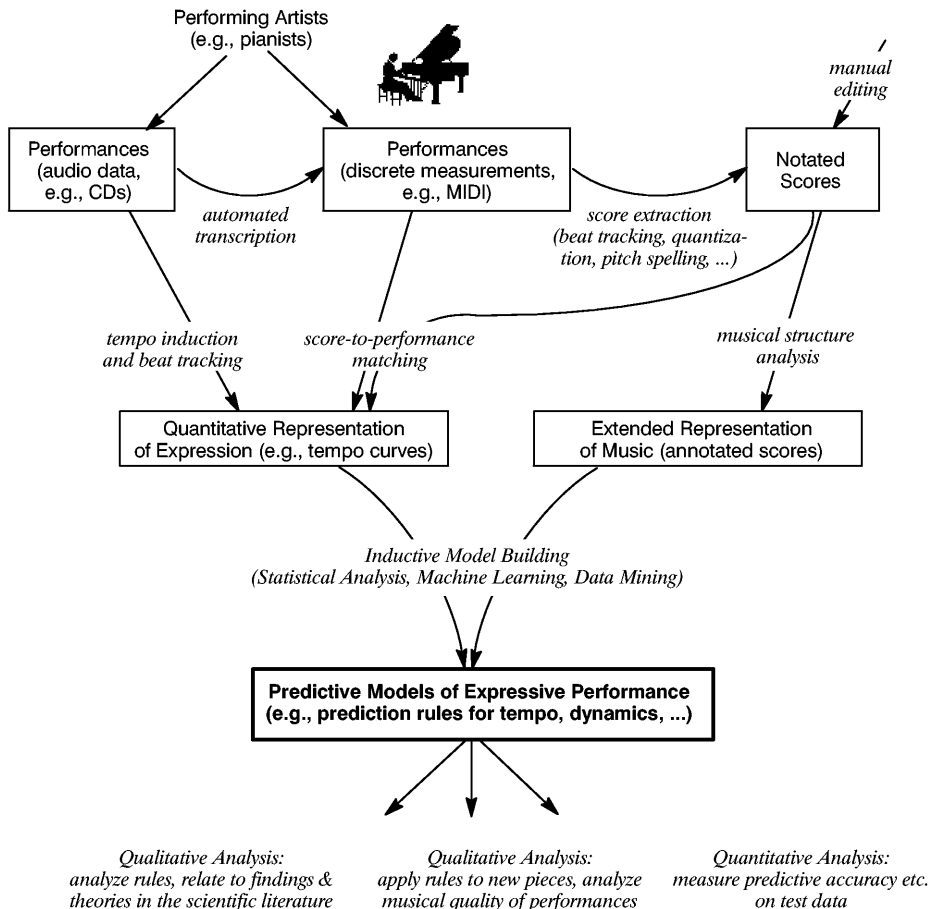 Performing Artists
(e.g., pianists)
manual
editing
Performances
(audio data,
e.g., CDs)
Performances
(discrete measurements,
e.g., MIDI)
Notated
Scores
automated
transcription
score extraction
(beat tracking, quantiza-
tion, pitch spelling, ...)
tempo induction
and beat tracking
score-to-performance
matching
musical structure
analysis
Quantitative Representation
of Expression (e.g., tempo curves)
Extended Representation
of Music (annotated scores)
Inductive Model Building
(Statistical Analysis, Machine Learning, Data Mining)
Predictive Models of Expressive Performance
(e.g., prediction rules for tempo, dynamics, ...)
Qualitative Analysis:
analyze rules, relate to findings &
theories in the scientific literature
Qualitative Analysis:
apply rules to new pieces, analyze
musical quality of performances
Quantitative Analysis:
measure predictive accuracy etc.
on test data